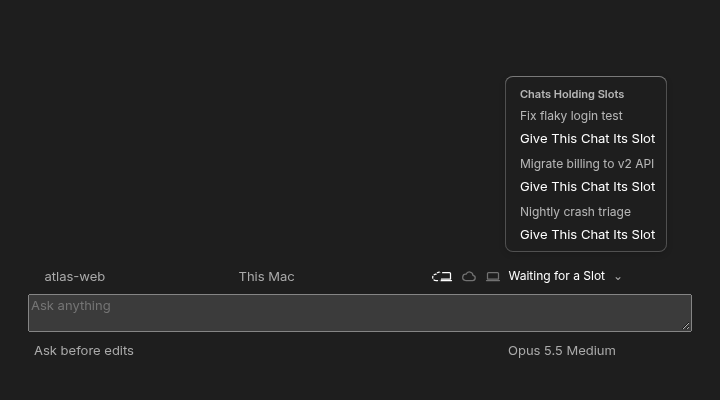 Chats Holding Slots
Fix flaky login test
Give This Chat Its Slot
Migrate billing to v2 API
Give This Chat Its Slot
Nightly crash triage
Give This Chat Its Slot
atlas-web This Mac Waiting for a Slot
Ask anything
Ask before edits Opus 5.5 Medium